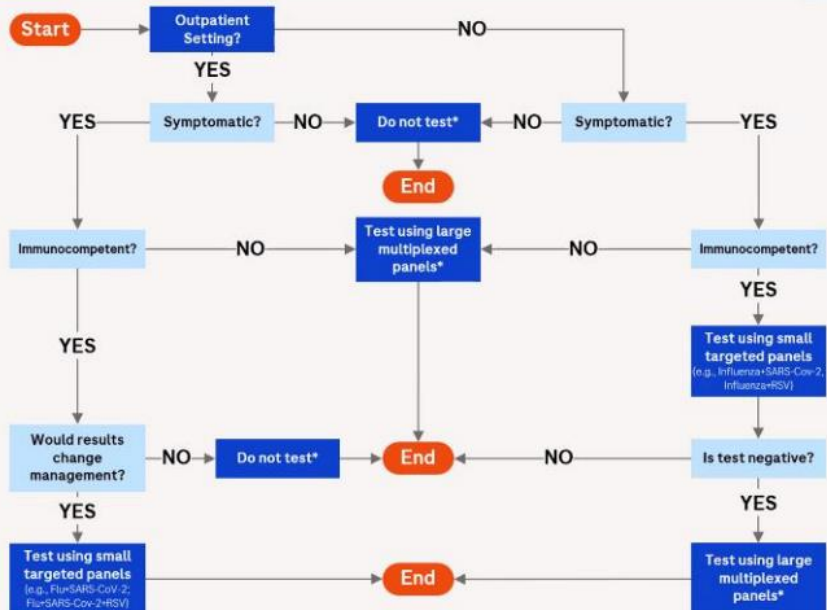 Start
Outpatient
Setting?
NO
YES
YES
Symptomatic?
NO
Do not test*
NO
Symptomatic?
YES
End
Immunocompetent?
NO
Test using large
multiplexed
panels*
NO
Immunocompetent?
YES
YES
Test using small
targeted panels
(e.g., Influenza+SARS-Cov-2,
Influenza+RSV)
Would results
change
management?
NO
Do not test*
End
NO
Is test negative?
YES
YES
Test using small
targeted panels
(e.g., Flu+SARS-CoV-2;
Flu+SARS-Cov-2+RSV)
End
Test using large
multiplexed
panels*